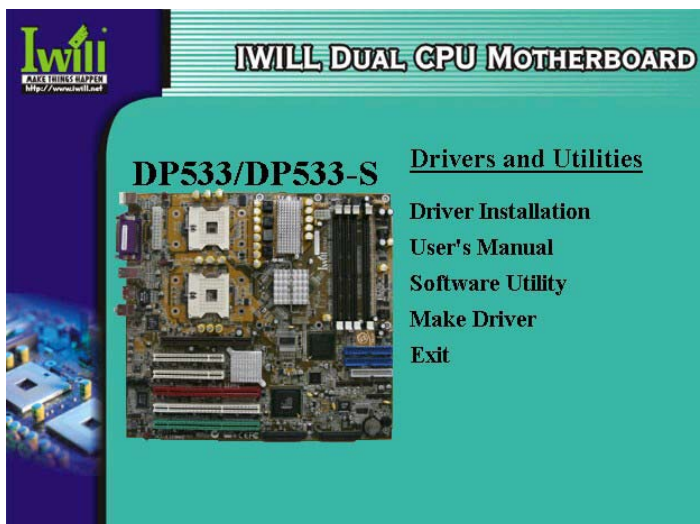 Iwill
MAKE THINGS HAPPEN
http://www.iwill.net
IWILL DUAL CPU MOTHERBOARD
DP533/DP533-S
Drivers and Utilities
Driver Installation
User's Manual
Software Utility
Make Driver
Exit
Iwill